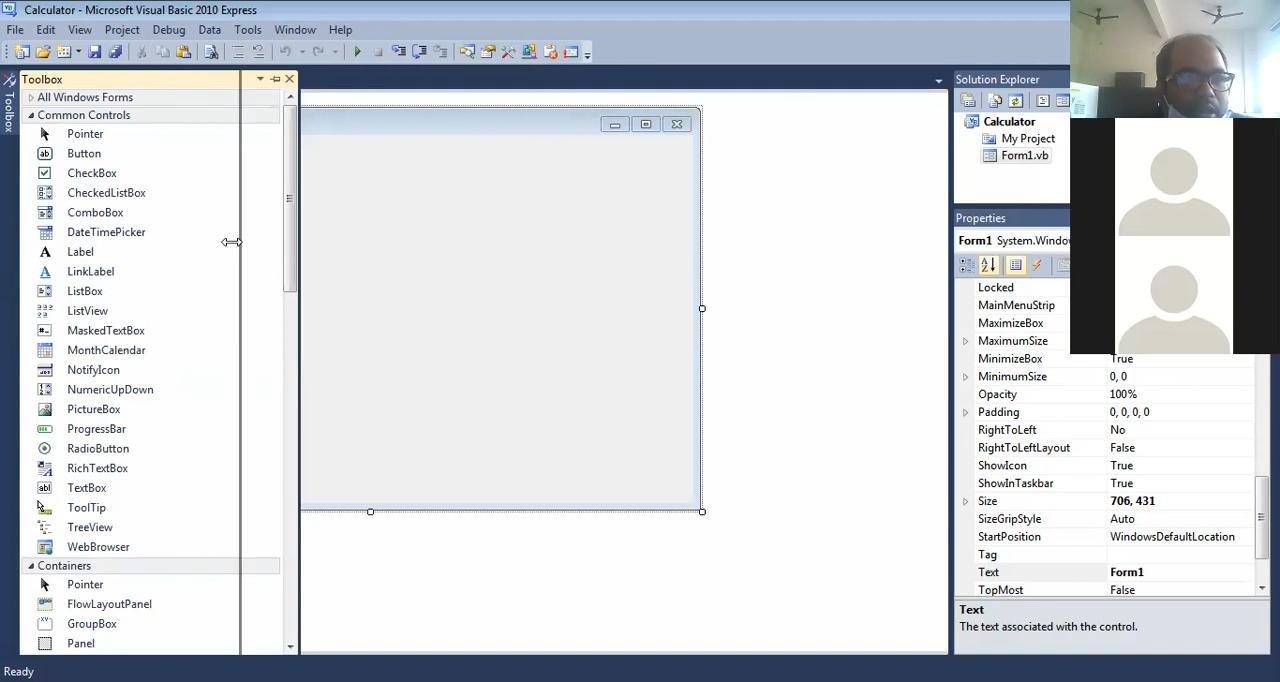 Calculator - Microsoft Visual Basic 2010 Express
File Edit View Project Debug Data Tools Window Help
Toolbox
Toolbox
All Windows Forms
Common Controls
Pointer
Button
CheckBox
CheckedListBox
ComboBox
DateTimePicker
Label
LinkLabel
ListBox
ListView
MaskedTextBox
MonthCalendar
NotifyIcon
NumericUpDown
PictureBox
ProgressBar
RadioButton
RichTextBox
TextBox
ToolTip
TreeView
WebBrowser
Containers
Pointer
FlowLayoutPanel
GroupBox
Panel
Solution Explorer
Calculator
My Project
Form1.vb
Properties
Form1 System.Windo
Locked
MainMenuStrip
MaximizeBox
MaximumSize
MinimizeBox True
MinimumSize 0, 0
Opacity 100%
Padding 0, 0, 0, 0
RightToLeft No
RightToLeftLayout False
ShowIcon True
ShowInTaskbar True
Size 706, 431
SizeGripStyle Auto
StartPosition WindowsDefaultLocation
Tag
Text Form1
TopMost False
Text
The text associated with the control.
Ready